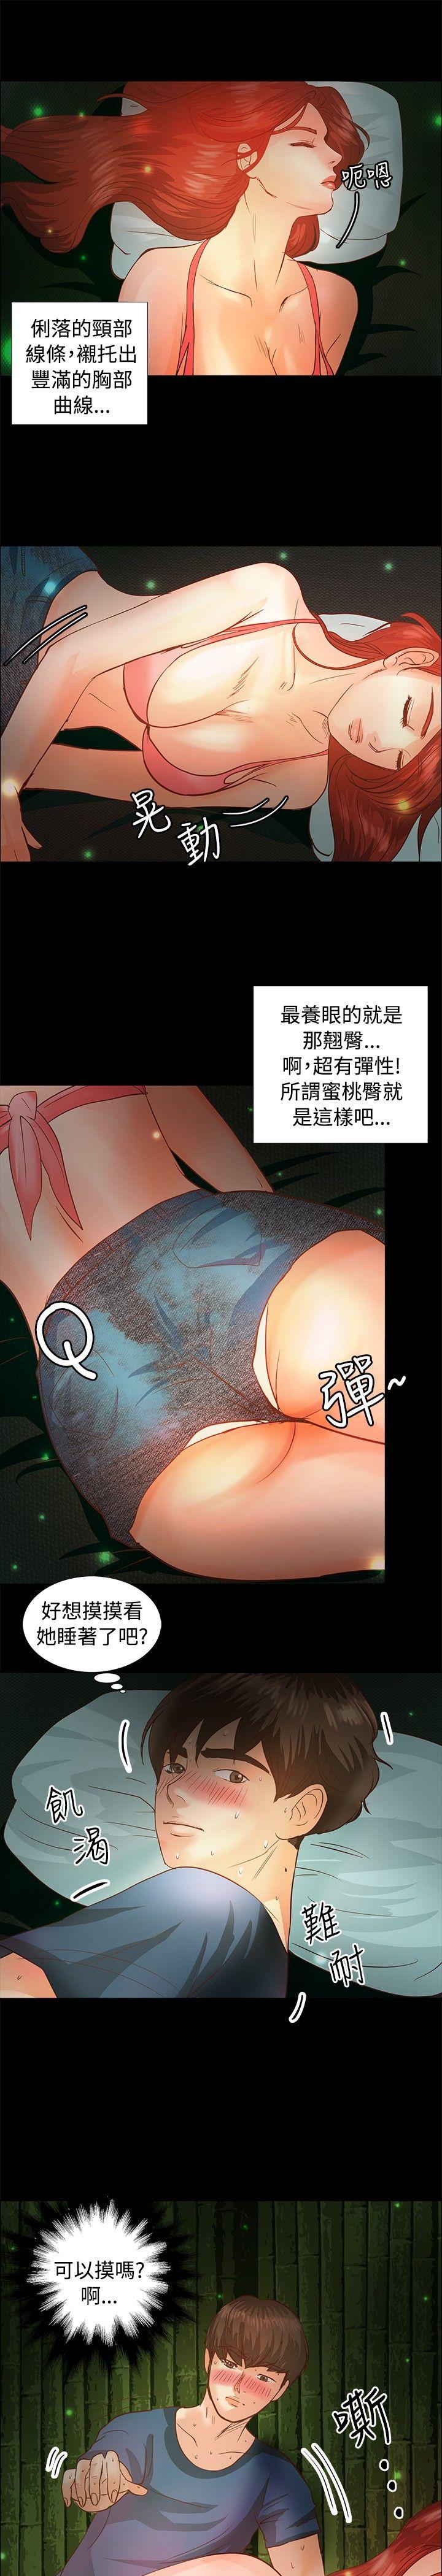 呃嗯
俐落的頸部
線條，襯托出
豐滿的胸部
曲線...
晃動
最養眼的就是
那翹臀...
啊，超有彈性!
所謂蜜桃臀就
是這樣吧...
Q
彈~
好想摸摸看
她睡著了吧?
飢渴
難耐
可以摸嗎?
啊...
嘶...